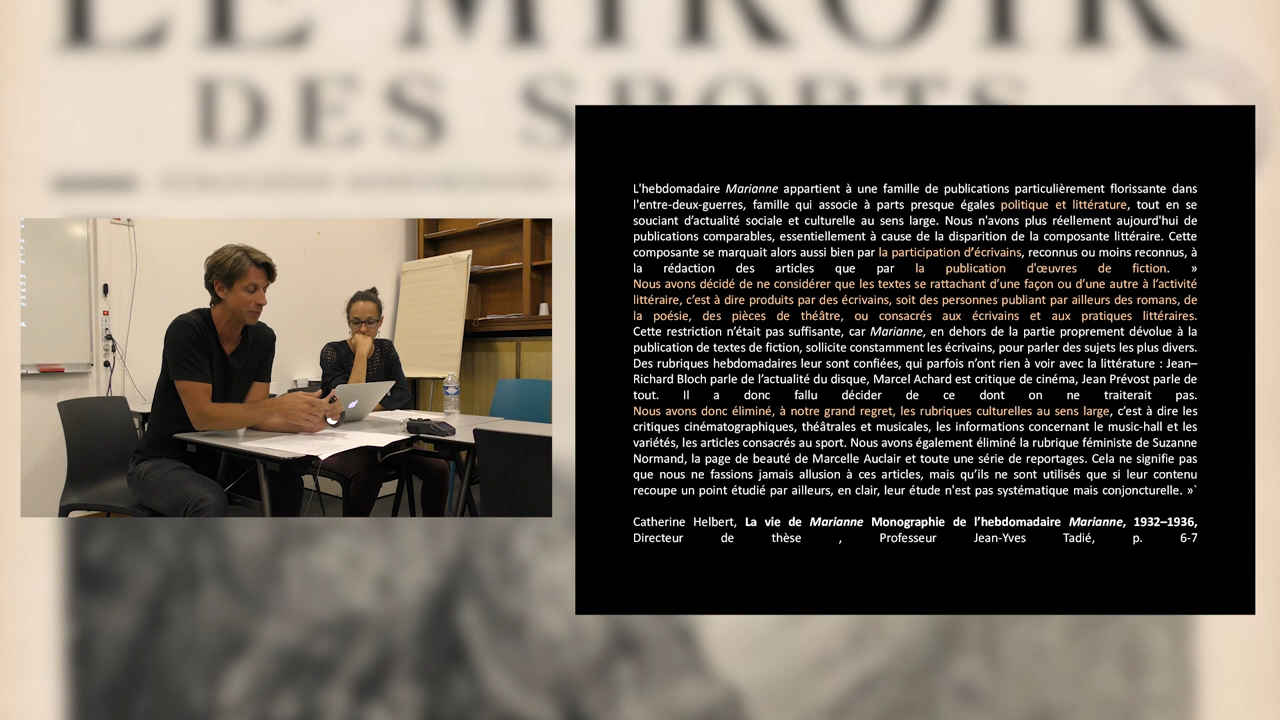 LE MIROIR
DES SPORTS
L'hebdomadaire Marianne appartient à une famille de publications particulièrement florissante dans
l'entre-deux-guerres, famille qui associe à parts presque égales politique et littérature, tout en se
souciant d’actualité sociale et culturelle au sens large. Nous n'avons plus réellement aujourd'hui de
publications comparables, essentiellement à cause de la disparition de la composante littéraire. Cette
composante se marquait alors aussi bien par la participation d’écrivains, reconnus ou moins reconnus, à
la rédaction des articles que par la publication d'œuvres de fiction. »
Nous avons décidé de ne considérer que les textes se rattachant d’une façon ou d’une autre à l’activité
littéraire, c’est à dire produits par des écrivains, soit des personnes publiant par ailleurs des romans, de
la poésie, des pièces de théâtre, ou consacrés aux écrivains et aux pratiques littéraires.
Cette restriction n’était pas suffisante, car Marianne, en dehors de la partie proprement dévolue à la
publication de textes de fiction, sollicite constamment les écrivains, pour parler des sujets les plus divers.
Des rubriques hebdomadaires leur sont confiées, qui parfois n’ont rien à voir avec la littérature : Jean–
Richard Bloch parle de l’actualité du disque, Marcel Achard est critique de cinéma, Jean Prévost parle de
tout. Il a donc fallu décider de ce dont on ne traiterait pas.
Nous avons donc éliminé, à notre grand regret, les rubriques culturelles au sens large, c’est à dire les
critiques cinématographiques, théâtrales et musicales, les informations concernant le music-hall et les
variétés, les articles consacrés au sport. Nous avons également éliminé la rubrique féministe de Suzanne
Normand, la page de beauté de Marcelle Auclair et toute une série de reportages. Cela ne signifie pas
que nous ne fassions jamais allusion à ces articles, mais qu’ils ne sont utilisés que si leur contenu
recoupe un point étudié par ailleurs, en clair, leur étude n'est pas systématique mais conjoncturelle. »`
Catherine Helbert, La vie de Marianne Monographie de l’hebdomadaire Marianne, 1932–1936,
Directeur de thèse , Professeur Jean-Yves Tadié, p. 6-7